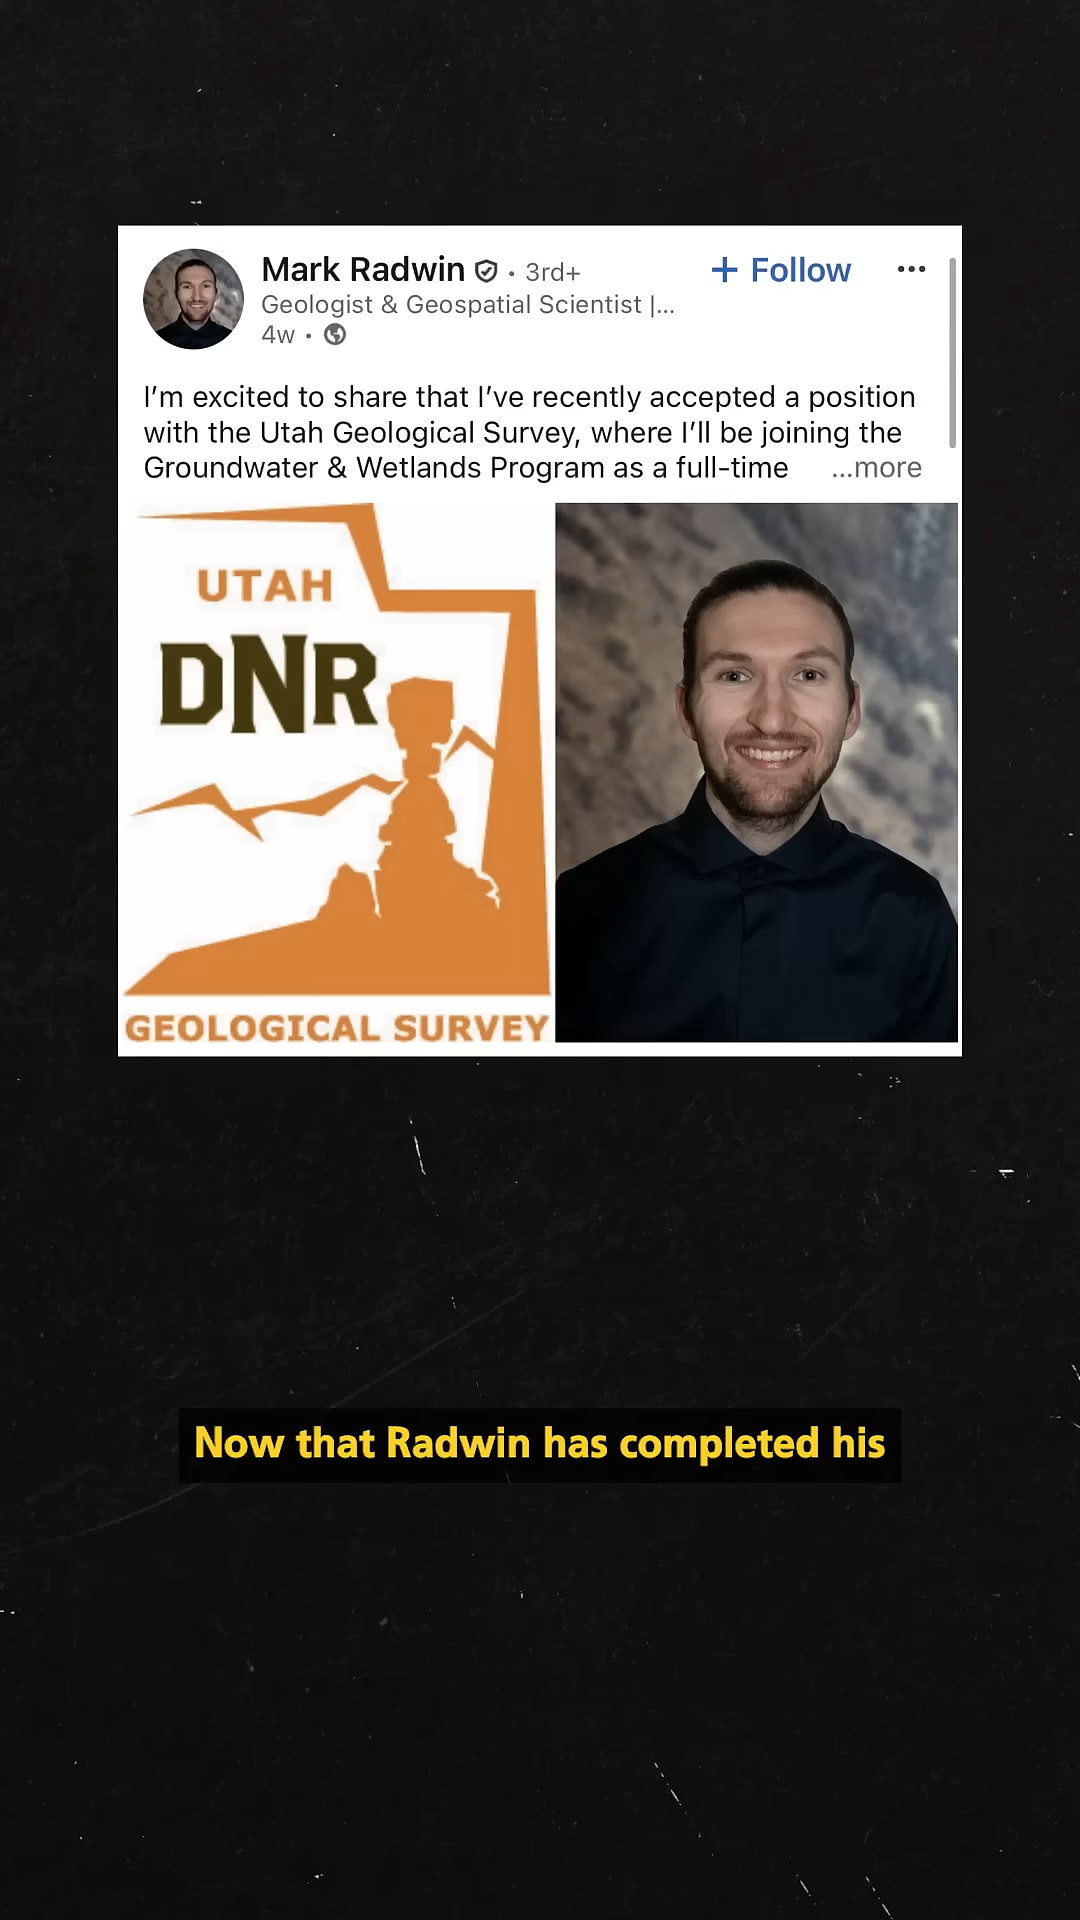 Mark Radwin · 3rd+
+ Follow
Geologist & Geospatial Scientist |...
4w ·
I’m excited to share that I’ve recently accepted a position
with the Utah Geological Survey, where I’ll be joining the
Groundwater & Wetlands Program as a full-time ...more
UTAH
DNR
GEOLOGICAL SURVEY
Now that Radwin has completed his